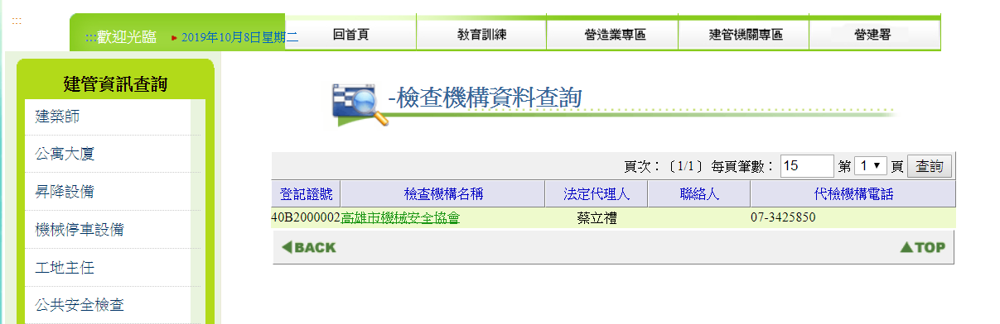 :::
:::歡迎光臨 2019年10月8日星期二 回首頁 教育訓練 營造業專區 建管機關專區 營建署
建管資訊查詢
建築師
公寓大廈
昇降設備
機械停車設備
工地主任
公共安全檢查
-檢查機構資料查詢
頁次：〔1/1〕每頁筆數： 15 第 1 頁 查詢
登記證號 檢查機構名稱 法定代理人 聯絡人 代檢機構電話
40B2000002 高雄市機械安全協會 蔡立禮 07-3425850
BACK TOP